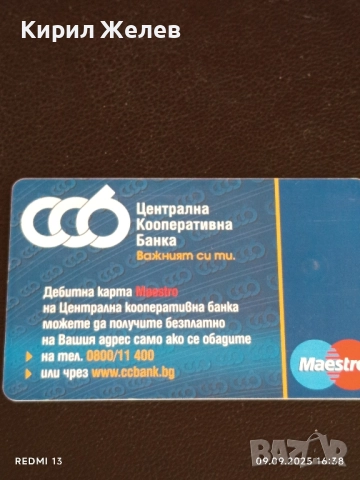 Кирил Желев
ССБ
Централна
Кооперативна
Банка
Важният си ти.
Дебитна карта Maestro
на Централна кооперативна банка
можете да получите безплатно
на Вашия адрес само ако се обадите
на тел. 0800/11 400
или чрез www.ccbank.bg
Maestro
REDMI 13
09.09.2025 16:38
BAZAR